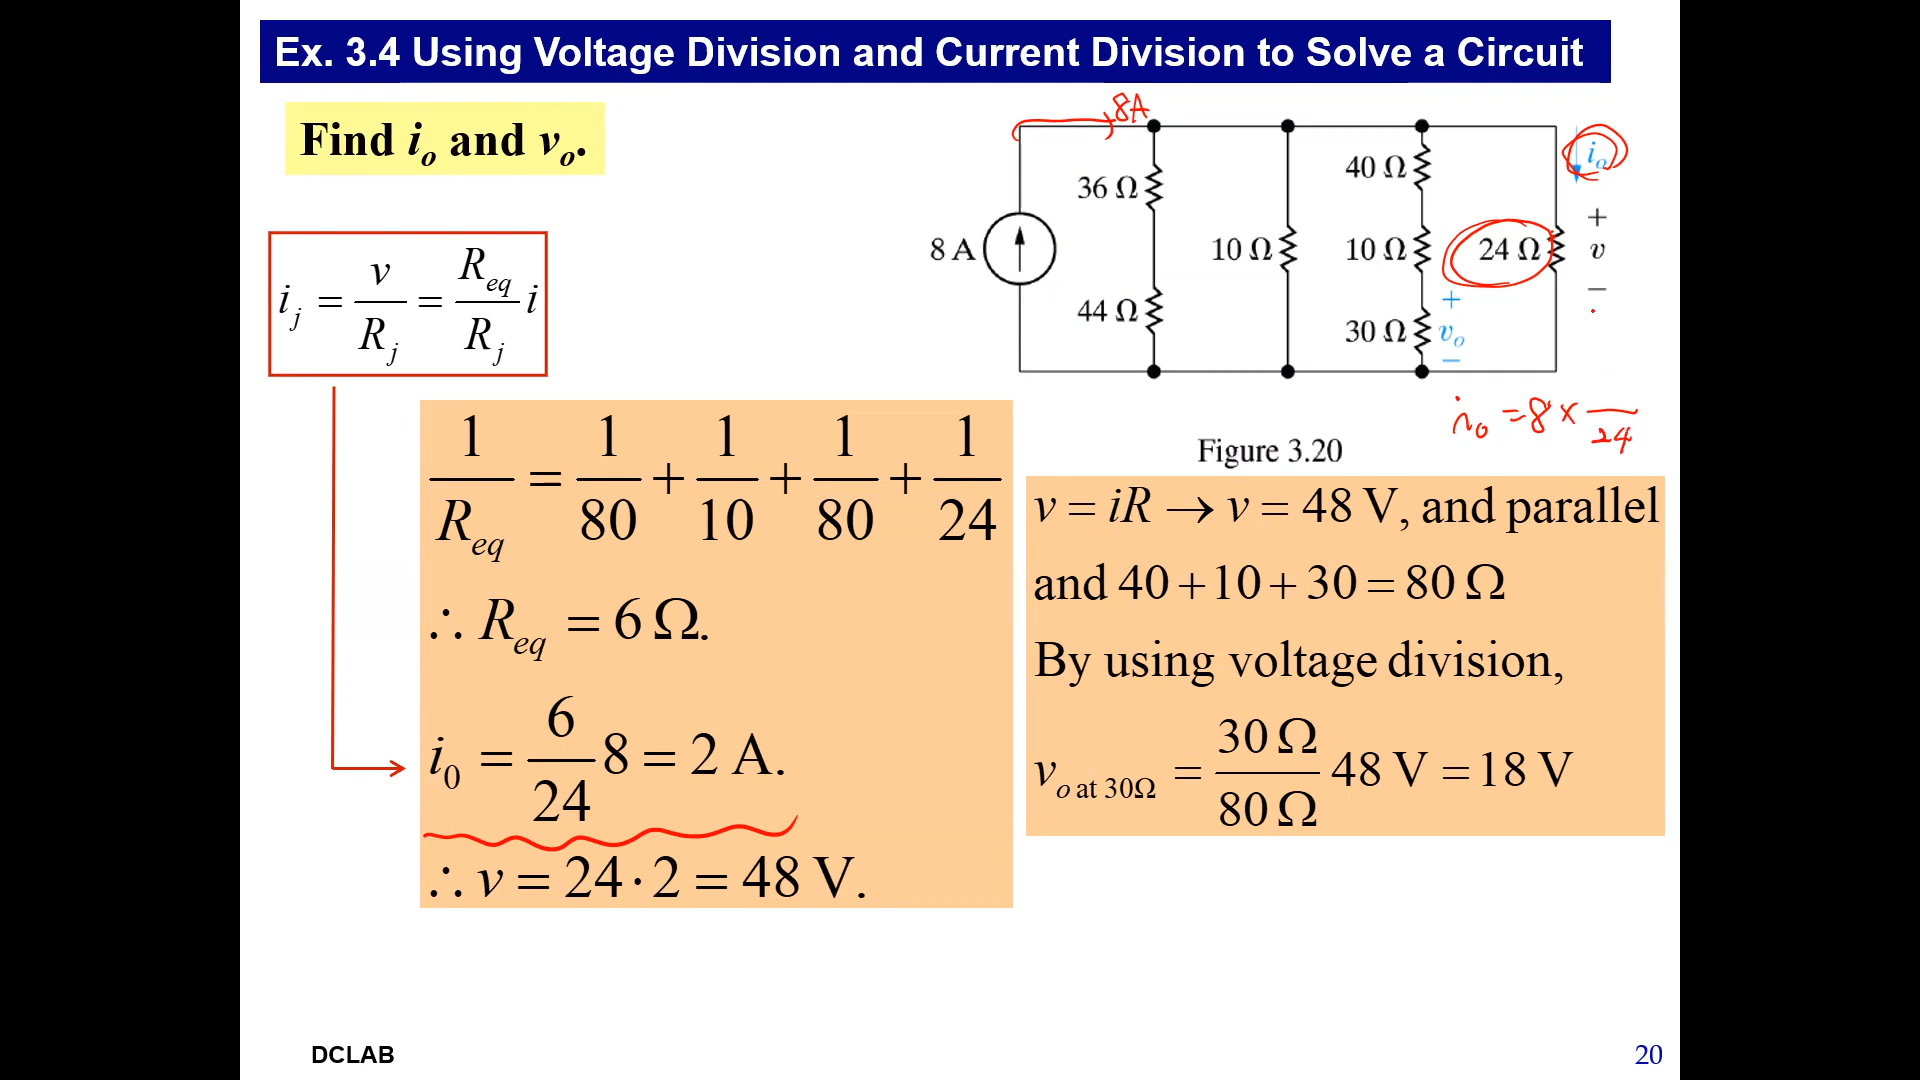 Ex. 3.4 Using Voltage Division and Current Division to Solve a Circuit
Find i_o and v_o.
i_j = v/R_j = R_eq/R_j i
8A
8 A
36 Ω
44 Ω
10 Ω
40 Ω
10 Ω
30 Ω
+
v_o
−
24 Ω
i_o
+
v
−
i_o = 8 × /24
Figure 3.20
1/R_eq = 1/80 + 1/10 + 1/80 + 1/24
∴ R_eq = 6 Ω.
i_0 = 6/24 8 = 2 A.
∴ v = 24 · 2 = 48 V.
v = iR → v = 48 V, and parallel
and 40 + 10 + 30 = 80 Ω
By using voltage division,
v_o at 30Ω = 30 Ω/80 Ω 48 V = 18 V
DCLAB
20